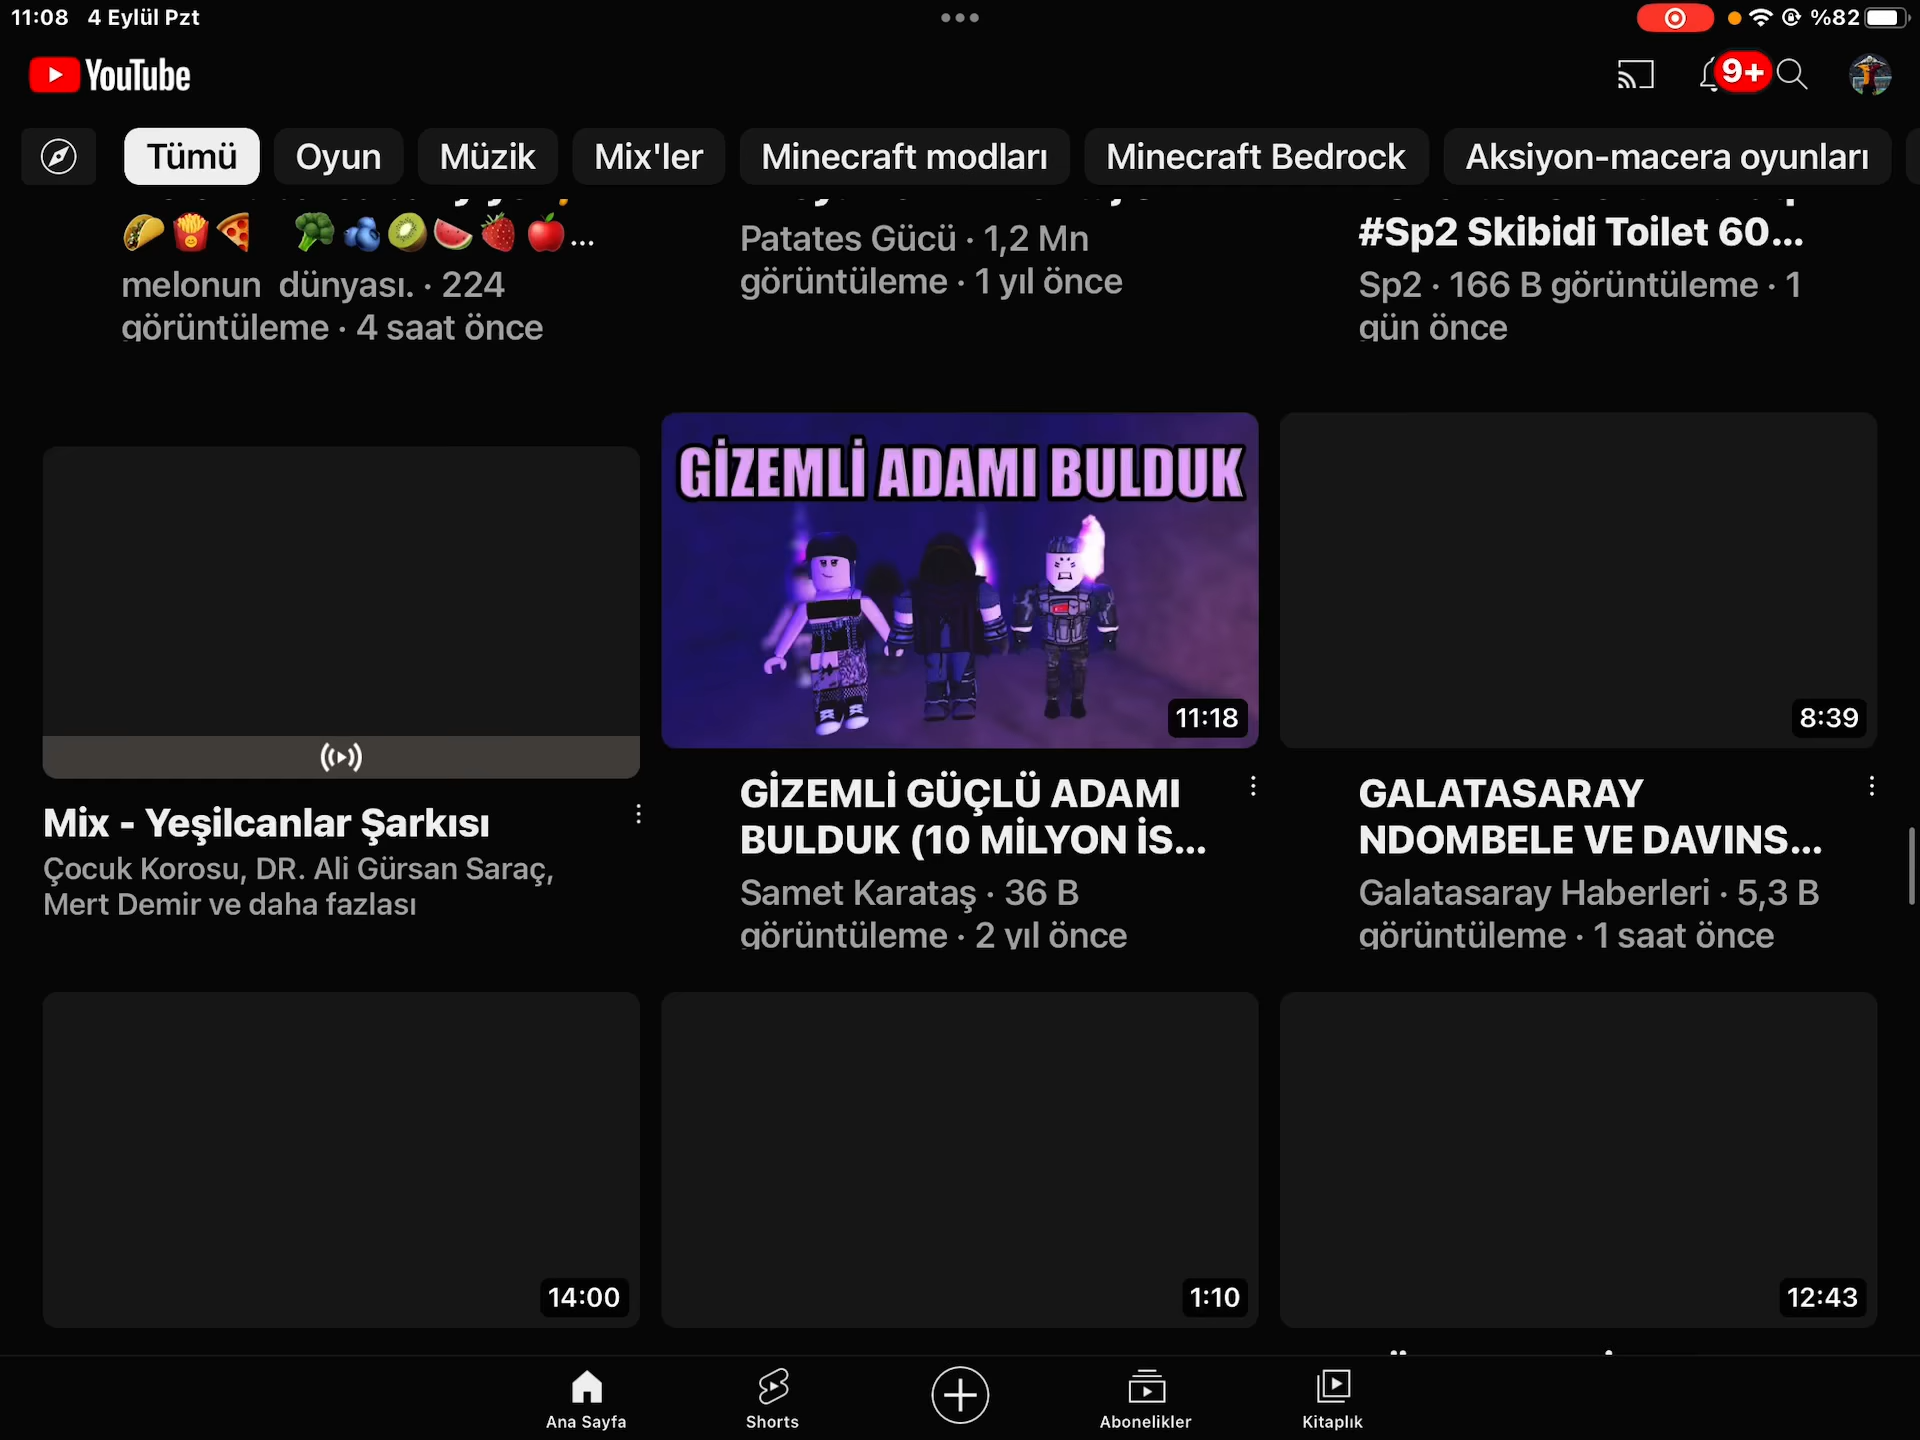 11:08 4 Eylül Pzt
%82
YouTube
9+
Tümü
Oyun
Müzik
Mix'ler
Minecraft modları
Minecraft Bedrock
Aksiyon-macera oyunları
...
melonun dünyası. · 224
görüntüleme · 4 saat önce
Patates Gücü · 1,2 Mn
görüntüleme · 1 yıl önce
#Sp2 Skibidi Toilet 60...
Sp2 · 166 B görüntüleme · 1
gün önce
Mix - Yeşilcanlar Şarkısı
Çocuk Korosu, DR. Ali Gürsan Saraç,
Mert Demir ve daha fazlası
GİZEMLİ ADAMI BULDUK
11:18
GİZEMLİ GÜÇLÜ ADAMI
BULDUK (10 MİLYON İS...
Samet Karataş · 36 B
görüntüleme · 2 yıl önce
8:39
GALATASARAY
NDOMBELE VE DAVINS...
Galatasaray Haberleri · 5,3 B
görüntüleme · 1 saat önce
14:00
1:10
12:43
Ana Sayfa
Shorts
Abonelikler
Kitaplık